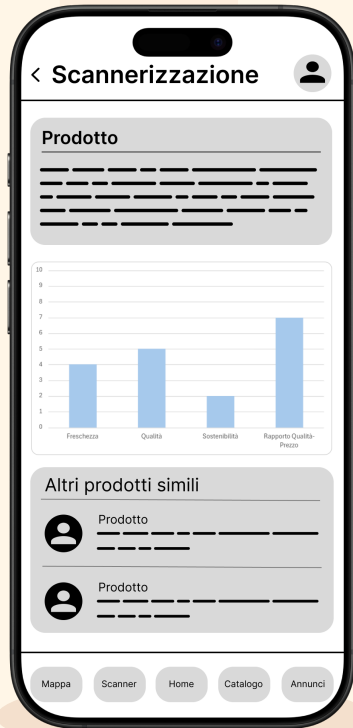 Scannerizzazione
Prodotto
10
9
8
7
6
5
4
3
2
1
0
Freschezza
Qualità
Sostenibilità
Rapporto Qualità-
Prezzo
Altri prodotti simili
Prodotto
Prodotto
Mappa
Scanner
Home
Catalogo
Annunci